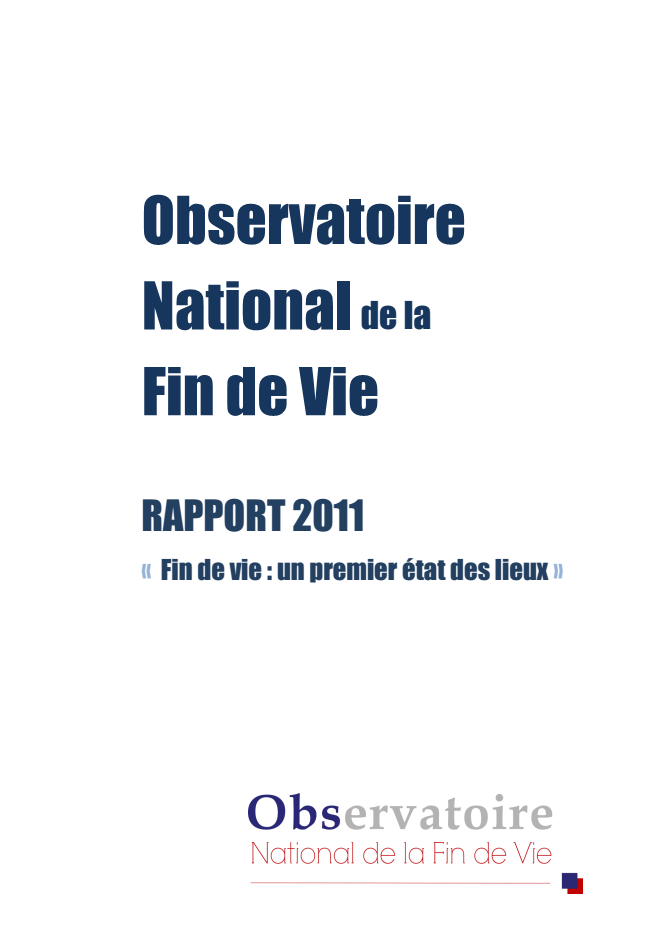 Observatoire
National de la
Fin de Vie
RAPPORT 2011
« Fin de vie : un premier état des lieux »
Observatoire
National de la Fin de Vie